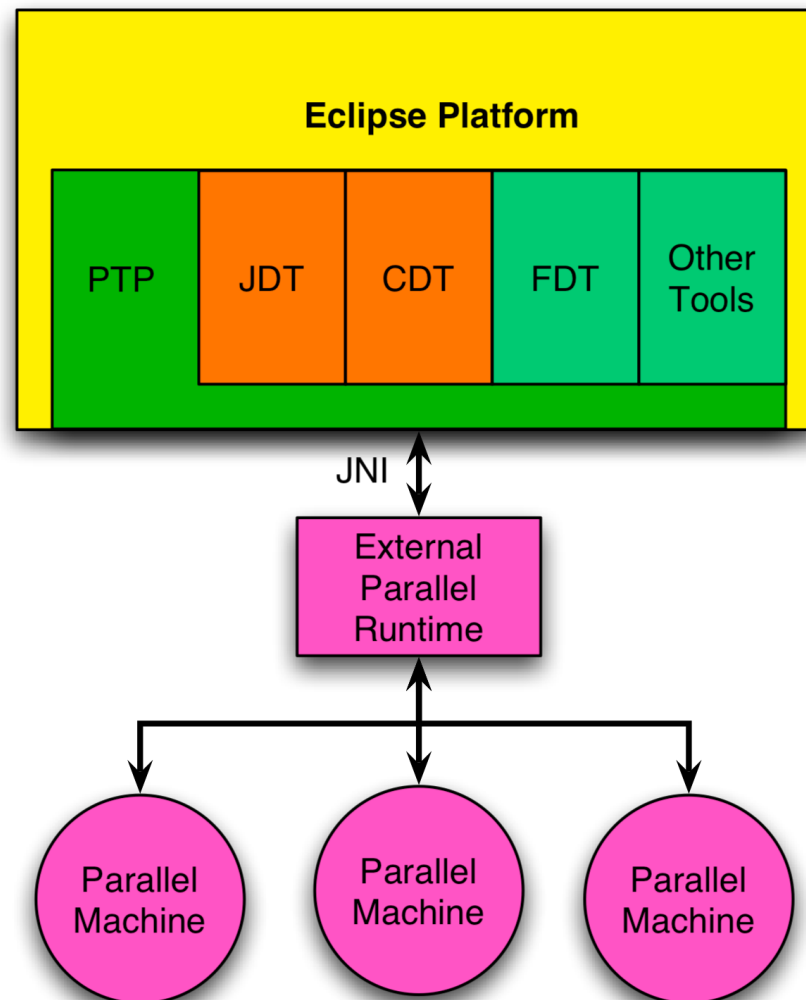 Eclipse Platform
PTP
JDT
CDT
FDT
Other
Tools
JNI
External
Parallel
Runtime
Parallel
Machine
Parallel
Machine
Parallel
Machine